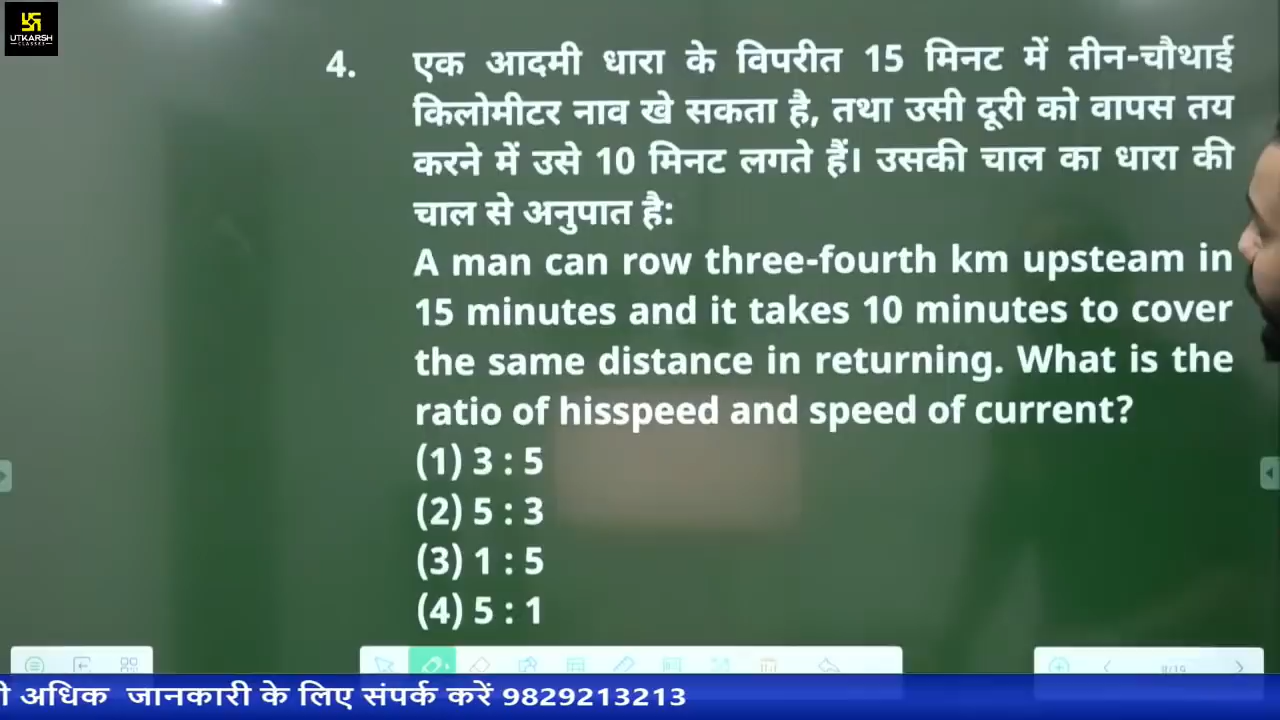 UTKARSH
CLASSES
4. एक आदमी धारा के विपरीत 15 मिनट में तीन-चौथाई
किलोमीटर नाव खे सकता है, तथा उसी दूरी को वापस तय
करने में उसे 10 मिनट लगते हैं। उसकी चाल का धारा की
चाल से अनुपात है:
A man can row three-fourth km upsteam in
15 minutes and it takes 10 minutes to cover
the same distance in returning. What is the
ratio of hisspeed and speed of current?
(1) 3 : 5
(2) 5 : 3
(3) 1 : 5
(4) 5 : 1
8/19
ी अधिक जानकारी के लिए संपर्क करें 9829213213